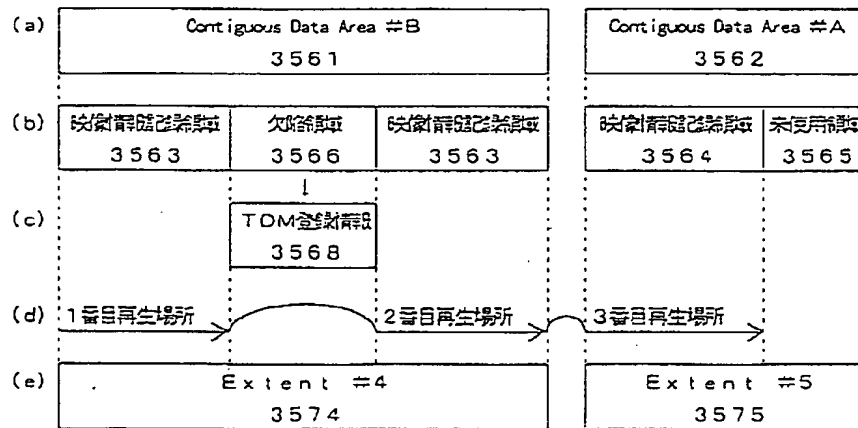 (a) Contiguous Data Area #B Contiguous Data Area #A
3561 3562
(b) 映像情報記録領域 欠陥領域 映像情報記録領域 映像情報記録領域 未使用領域
3563 3566 3563 3564 3565
(c) TDM登録情報
3568
(d) 1番目再生場所 2番目再生場所 3番目再生場所
(e) Extent #4 Extent #5
3574 3575